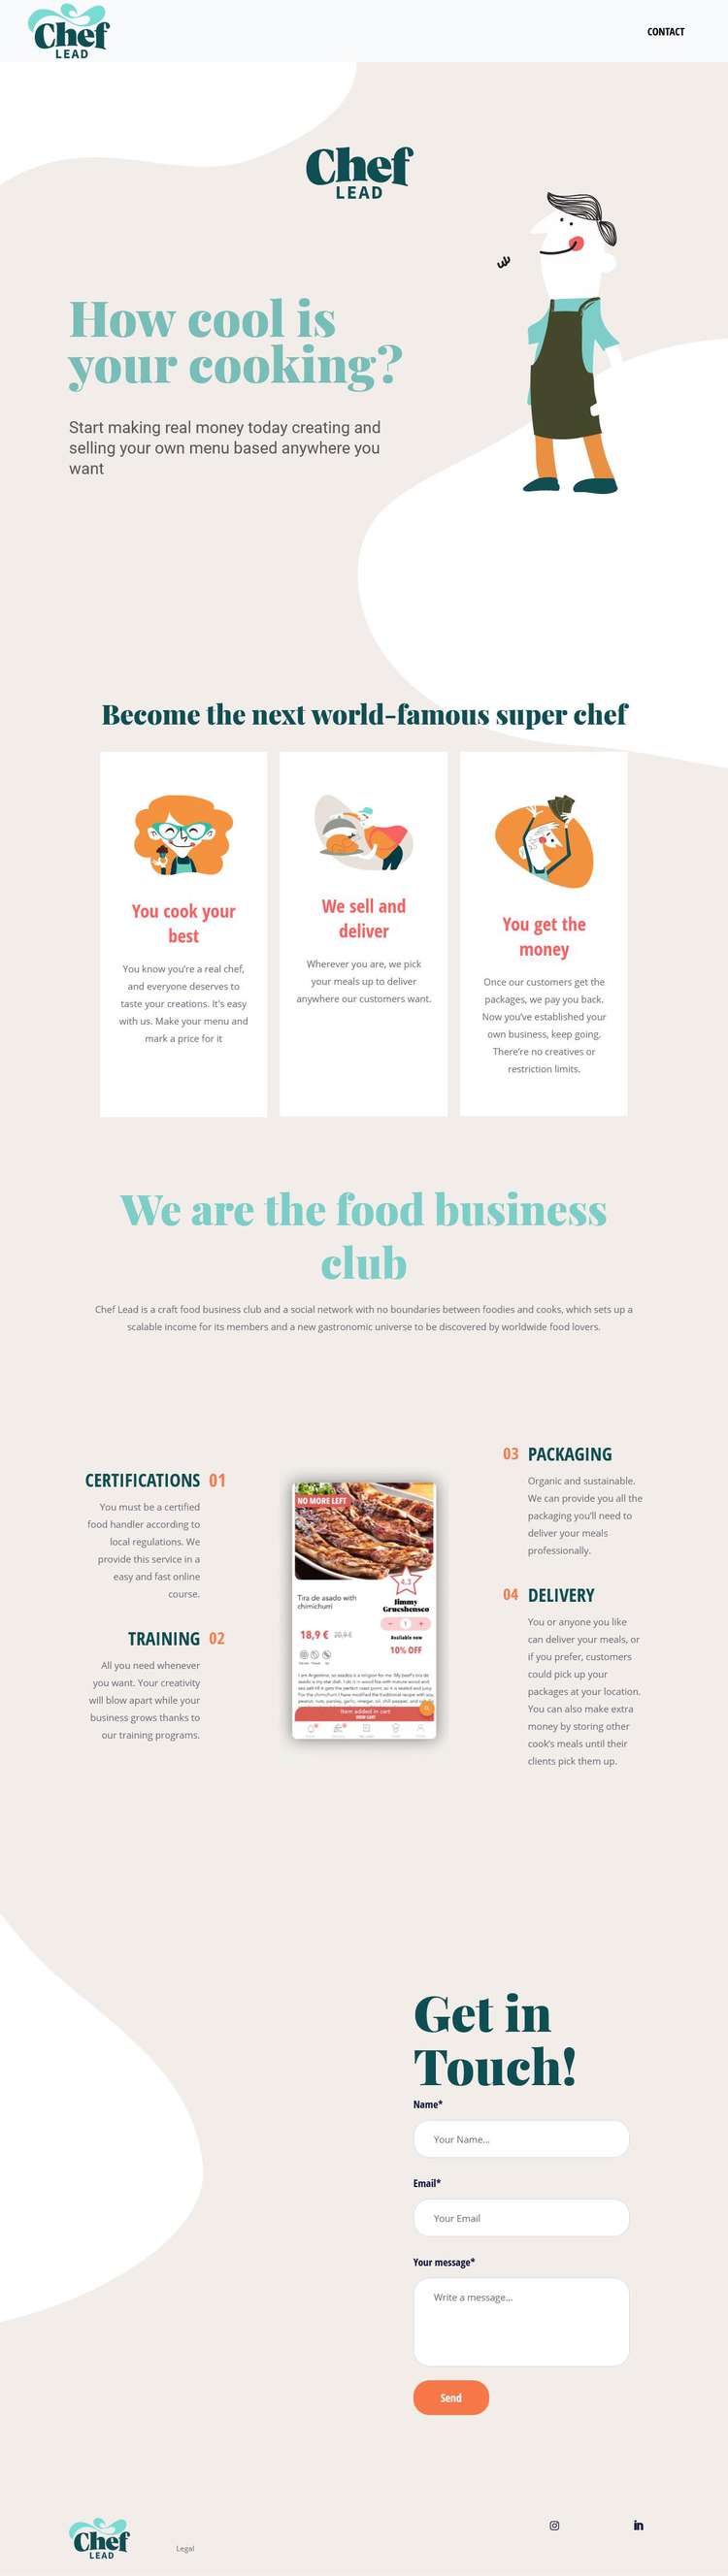 Chef
LEAD
CONTACT
Chef
LEAD
How cool is
your cooking?
Start making real money today creating and
selling your own menu based anywhere you
want
Become the next world-famous super chef
You cook your
best
You know you're a real chef,
and everyone deserves to
taste your creations. It's easy
with us. Make your menu and
mark a price for it
We sell and
deliver
Wherever you are, we pick
your meals up to deliver
anywhere our customers want.
You get the
money
Once our customers get the
packages, we pay you back.
Now you've established your
own business, keep going.
There're no creatives or
restriction limits.
We are the food business
club
Chef Lead is a craft food business club and a social network with no boundaries between foodies and cooks, which sets up a
scalable income for its members and a new gastronomic universe to be discovered by worldwide food lovers.
CERTIFICATIONS 01
You must be a certified
food handler according to
local regulations. We
provide this service in a
easy and fast online
course.
TRAINING 02
All you need whenever
you want. Your creativity
will blow apart while your
business grows thanks to
our training programs.
NO MORE LEFT
4.3
Tira de asado with
chimichurri
Jimmy
Grueshensco
18,9 € 20,9 €
- 1 +
Available now
10% OFF
Item added in cart
VIEW CART
03 PACKAGING
Organic and sustainable.
We can provide you all the
packaging you'll need to
deliver your meals
professionally.
04 DELIVERY
You or anyone you like
can deliver your meals, or
if you prefer, customers
could pick up your
packages at your location.
You can also make extra
money by storing other
cook's meals until their
clients pick them up.
Get in
Touch!
Name*
Your Name...
Email*
Your Email
Your message*
Write a message...
Send
Chef
LEAD
Legal